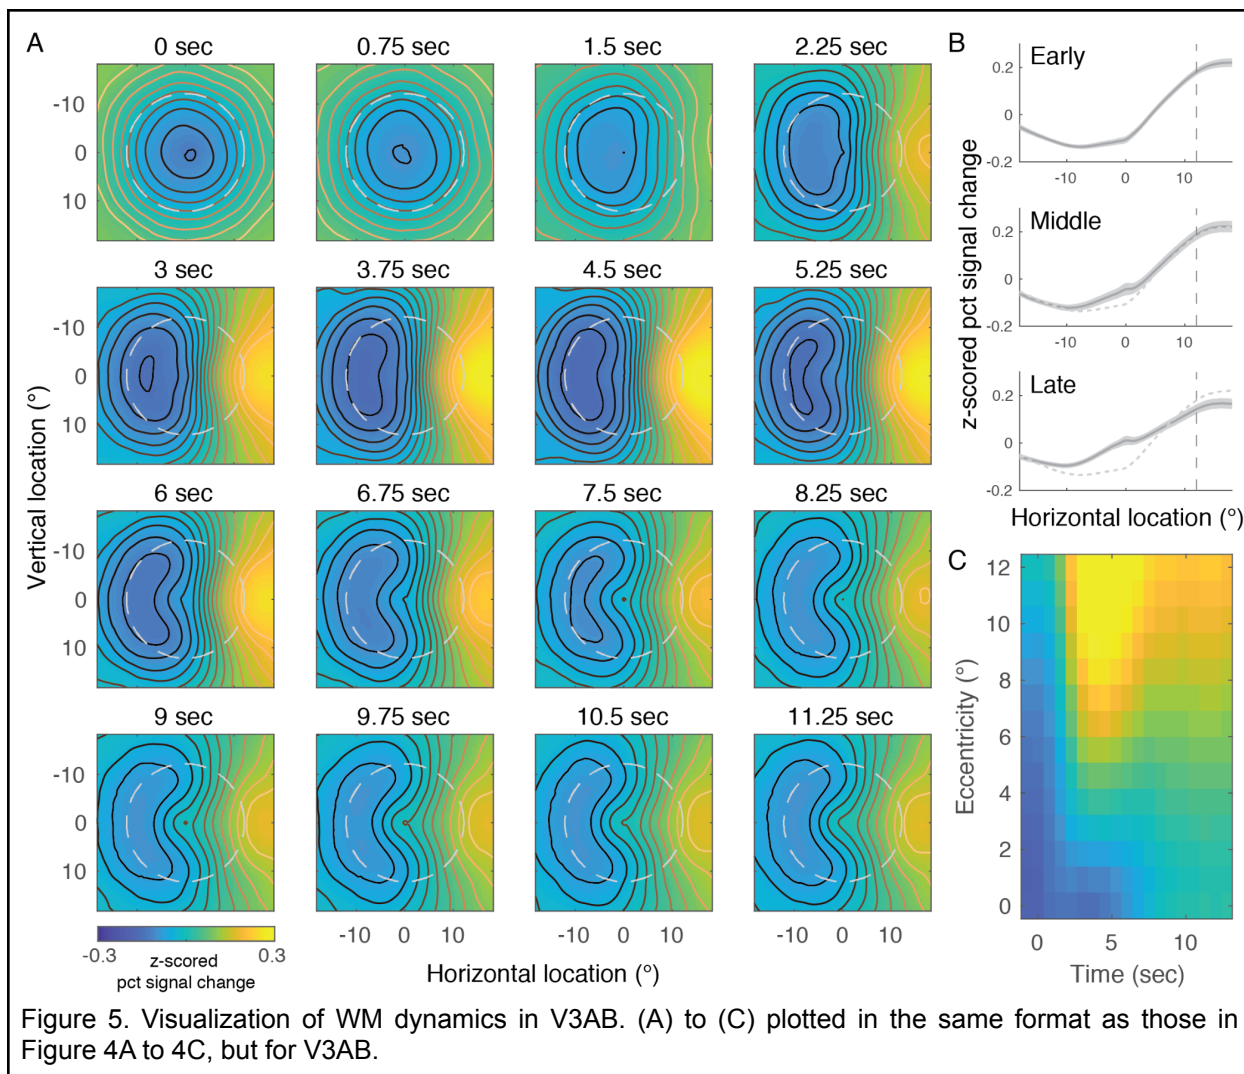 A
0 sec
0.75 sec
1.5 sec
2.25 sec
-10
0
10
3 sec
3.75 sec
4.5 sec
5.25 sec
-10
0
10
6 sec
6.75 sec
7.5 sec
8.25 sec
-10
0
10
9 sec
9.75 sec
10.5 sec
11.25 sec
-10
0
10
-10 0 10
-10 0 10
-10 0 10
Vertical location (°)
Horizontal location (°)
-0.3 0.3
z-scored
pct signal change
B
Early
0.2
0
-0.2
-10 0 10
Middle
0.2
0
-0.2
-10 0 10
Late
0.2
0
-0.2
-10 0 10
z-scored pct signal change
Horizontal location (°)
C
12
10
8
6
4
2
0
Eccentricity (°)
0 5 10
Time (sec)
Figure 5. Visualization of WM dynamics in V3AB. (A) to (C) plotted in the same format as those in
Figure 4A to 4C, but for V3AB.